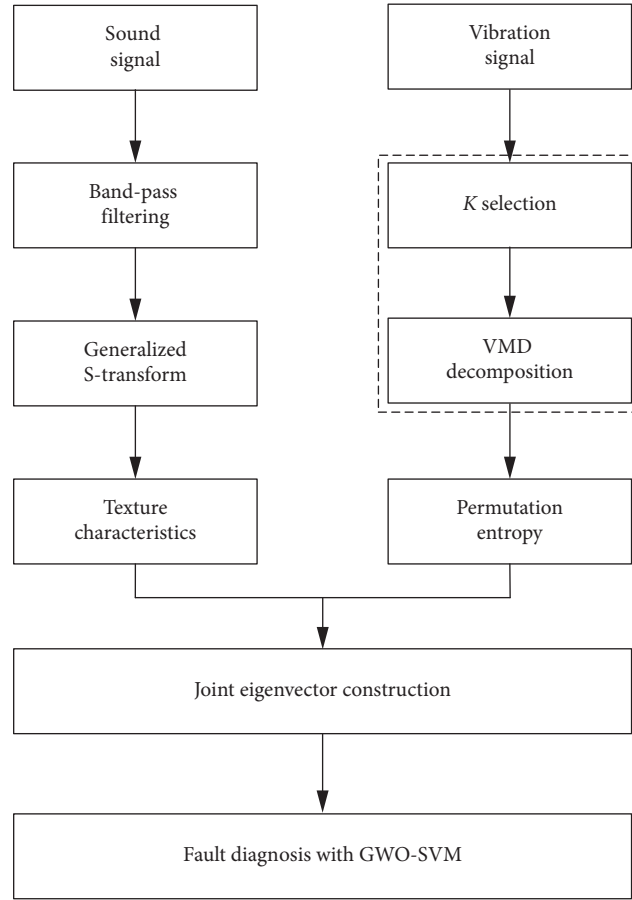 Sound
signal
Vibration
signal
Band-pass
filtering
K selection
Generalized
S-transform
VMD
decomposition
Texture
characteristics
Permutation
entropy
Joint eigenvector construction
Fault diagnosis with GWO-SVM